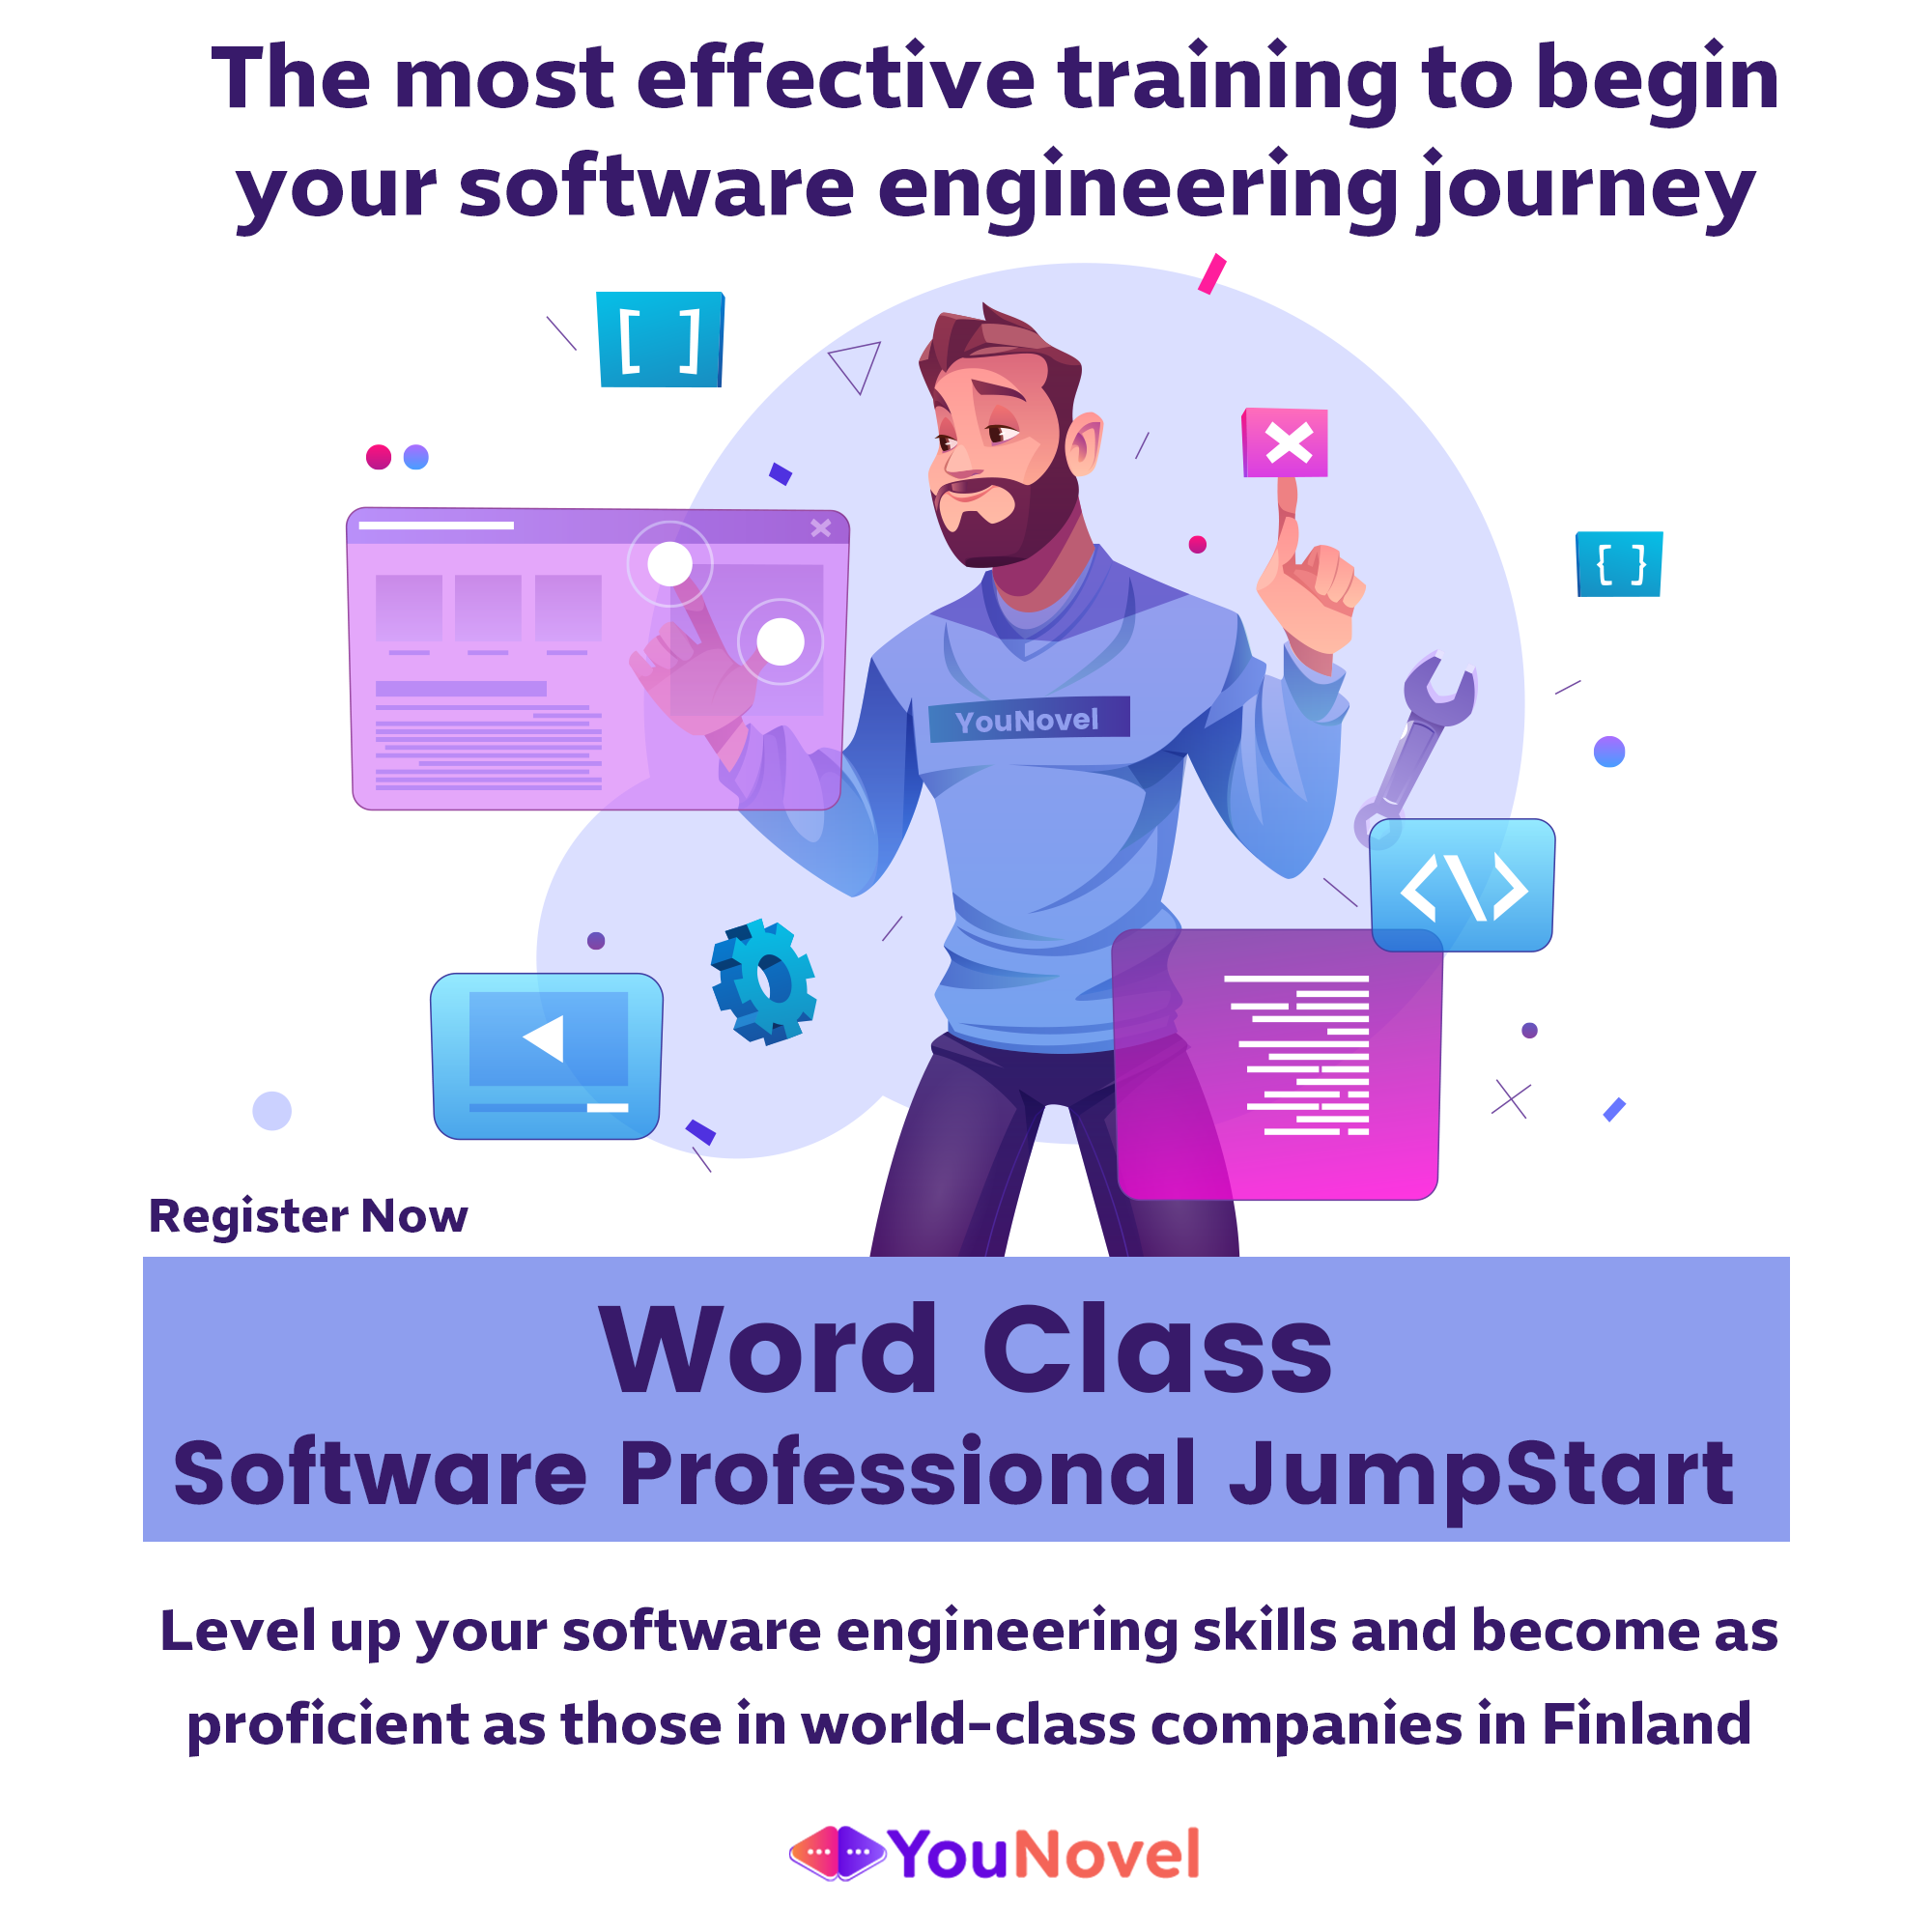 The most effective training to begin
your software engineering journey
[ ]
{ }
YouNovel
<\>
Register Now
Word Class
Software Professional JumpStart
Level up your software engineering skills and become as
proficient as those in world-class companies in Finland
YouNovel